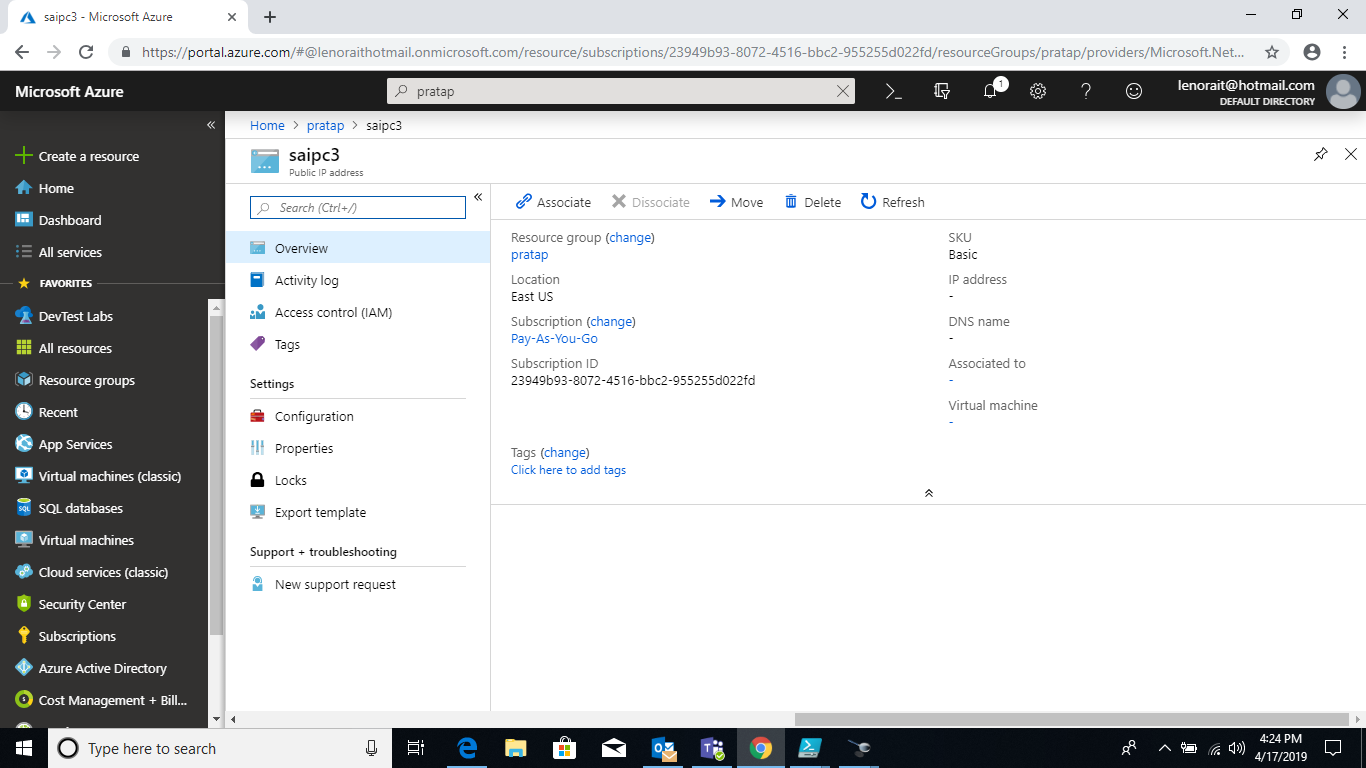 saipc3 - Microsoft Azure
https://portal.azure.com/#@lenoraithotmail.onmicrosoft.com/resource/subscriptions/23949b93-8072-4516-bbc2-955255d022fd/resourceGroups/pratap/providers/Microsoft.Net...
Microsoft Azure
pratap
1
lenorait@hotmail.com
DEFAULT DIRECTORY
Create a resource
Home
Dashboard
All services
FAVORITES
DevTest Labs
All resources
Resource groups
Recent
App Services
Virtual machines (classic)
SQL databases
Virtual machines
Cloud services (classic)
Security Center
Subscriptions
Azure Active Directory
Cost Management + Bill...
Home > pratap > saipc3
saipc3
Public IP address
Search (Ctrl+/)
Overview
Activity log
Access control (IAM)
Tags
Settings
Configuration
Properties
Locks
Export template
Support + troubleshooting
New support request
Associate
Dissociate
Move
Delete
Refresh
Resource group (change)
pratap
Location
East US
Subscription (change)
Pay-As-You-Go
Subscription ID
23949b93-8072-4516-bbc2-955255d022fd
Tags (change)
Click here to add tags
SKU
Basic
IP address
-
DNS name
-
Associated to
-
Virtual machine
-
Type here to search
4:24 PM
4/17/2019